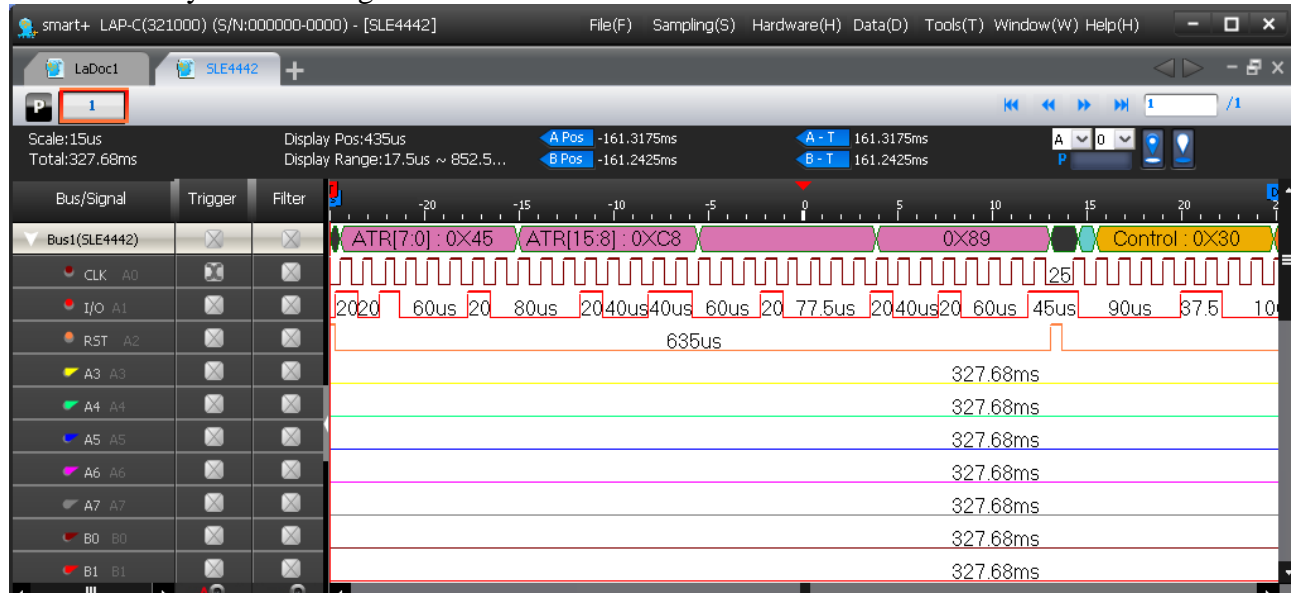 smart+ LAP-C(321000) (S/N:000000-0000) - [SLE4442] File(F) Sampling(S) Hardware(H) Data(D) Tools(T) Window(W) Help(H)
LaDoc1 SLE4442
P 1 1 /1
Scale:15us Display Pos:435us A Pos -161.3175ms A - T 161.3175ms A 0
Total:327.68ms Display Range:17.5us ~ 852.5... B Pos -161.2425ms B - T 161.2425ms P
Bus/Signal Trigger Filter -20 -15 -10 -5 0 5 10 15 20
Bus1(SLE4442) ATR[7:0] : 0X45 ATR[15:8] : 0XC8 0X89 Control : 0X30
CLK A0 25
I/O A1 20 20 60us 20 80us 20 40us 40us 60us 20 77.5us 20 40us 20 60us 45us 90us 37.5
RST A2 635us
A3 A3 327.68ms
A4 A4 327.68ms
A5 A5 327.68ms
A6 A6 327.68ms
A7 A7 327.68ms
B0 B0 327.68ms
B1 B1 327.68ms